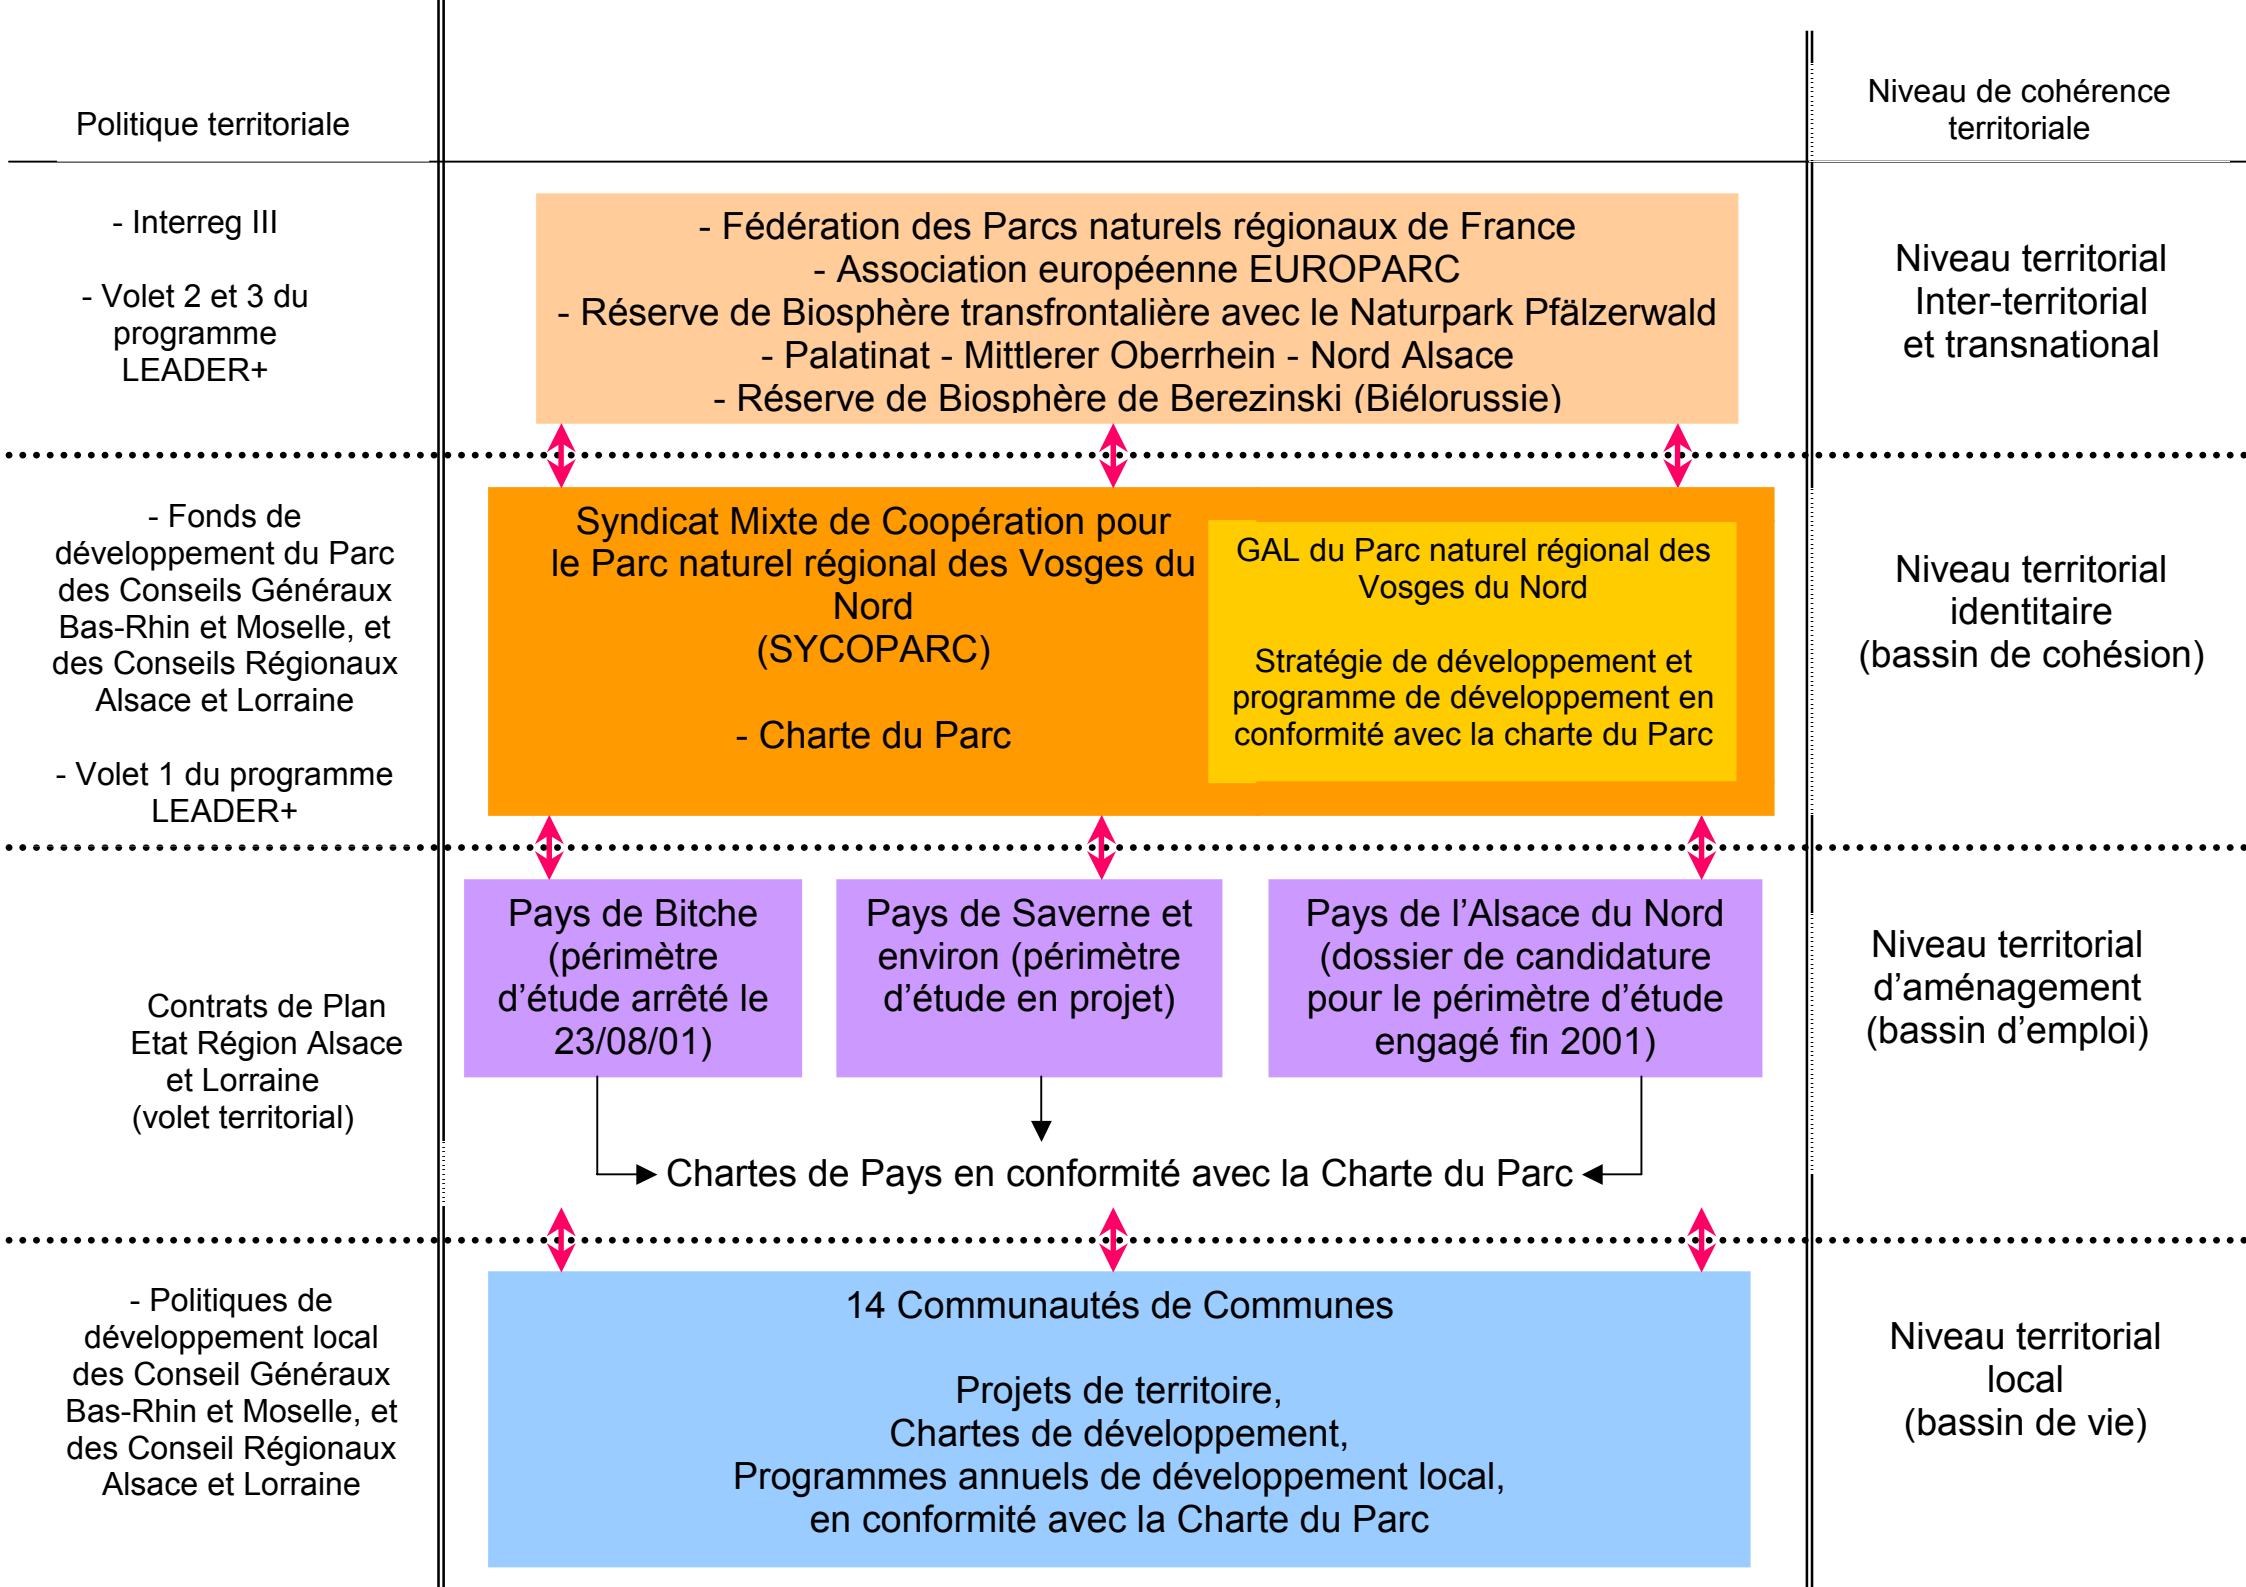 Politique territoriale
Niveau de cohérence
territoriale
- Interreg III
- Volet 2 et 3 du
programme
LEADER+
- Fédération des Parcs naturels régionaux de France
- Association européenne EUROPARC
- Réserve de Biosphère transfrontalière avec le Naturpark Pfälzerwald
- Palatinat - Mittlerer Oberrhein - Nord Alsace
- Réserve de Biosphère de Berezinski (Biélorussie)
Niveau territorial
Inter-territorial
et transnational
- Fonds de
développement du Parc
des Conseils Généraux
Bas-Rhin et Moselle, et
des Conseils Régionaux
Alsace et Lorraine
- Volet 1 du programme
LEADER+
Syndicat Mixte de Coopération pour
le Parc naturel régional des Vosges du
Nord
(SYCOPARC)
- Charte du Parc
GAL du Parc naturel régional des
Vosges du Nord
Stratégie de développement et
programme de développement en
conformité avec la charte du Parc
Niveau territorial
identitaire
(bassin de cohésion)
Contrats de Plan
Etat Région Alsace
et Lorraine
(volet territorial)
Pays de Bitche
(périmètre
d’étude arrêté le
23/08/01)
Pays de Saverne et
environ (périmètre
d’étude en projet)
Pays de l’Alsace du Nord
(dossier de candidature
pour le périmètre d’étude
engagé fin 2001)
Chartes de Pays en conformité avec la Charte du Parc
Niveau territorial
d’aménagement
(bassin d’emploi)
- Politiques de
développement local
des Conseil Généraux
Bas-Rhin et Moselle, et
des Conseil Régionaux
Alsace et Lorraine
14 Communautés de Communes
Projets de territoire,
Chartes de développement,
Programmes annuels de développement local,
en conformité avec la Charte du Parc
Niveau territorial
local
(bassin de vie)